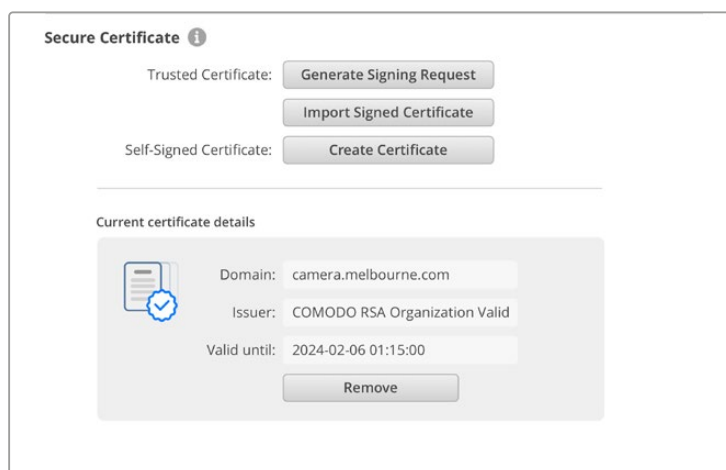 Secure Certificate
Trusted Certificate: Generate Signing Request
Import Signed Certificate
Self-Signed Certificate: Create Certificate
Current certificate details
Domain: camera.melbourne.com
Issuer: COMODO RSA Organization Valid
Valid until: 2024-02-06 01:15:00
Remove